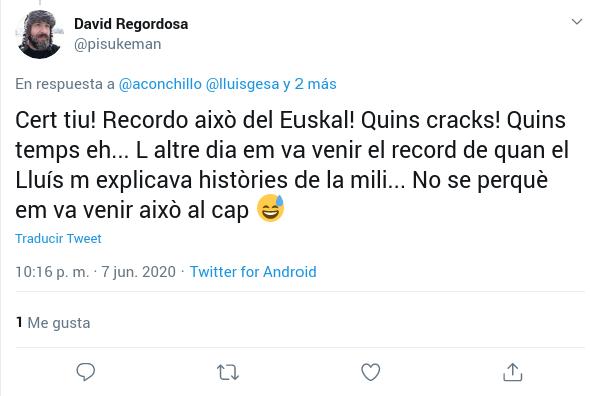 David Regordosa
@pisukeman
En respuesta a @aconchillo @lluisgesa y 2 más
Cert tiu! Recordo això del Euskal! Quins cracks! Quins
temps eh... L altre dia em va venir el record de quan el
Lluís m explicava històries de la mili... No se perquè
em va venir això al cap 😅
Traducir Tweet
10:16 p. m. · 7 jun. 2020 · Twitter for Android
1 Me gusta